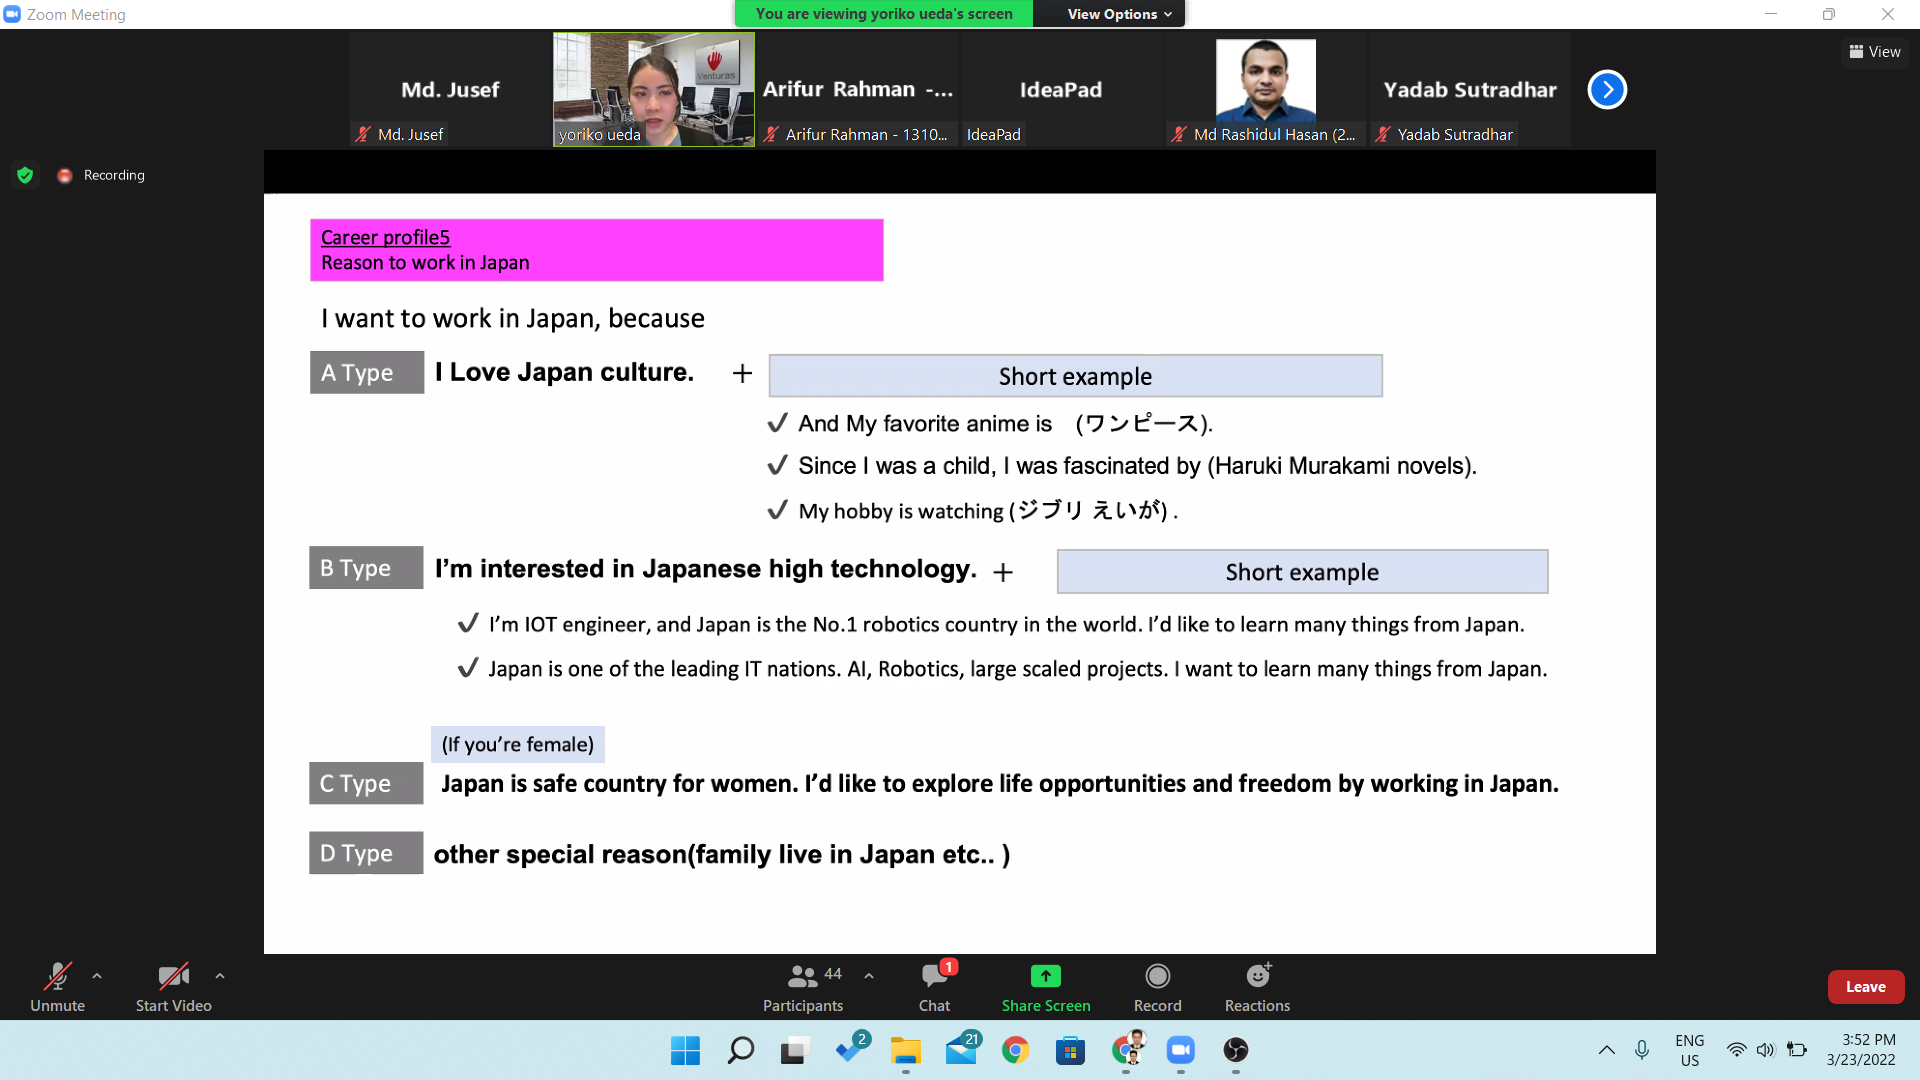 Zoom Meeting
You are viewing yoriko ueda's screen
View Options
View
Md. Jusef
Md. Jusef
Venturas
yoriko ueda
Arifur Rahman -...
Arifur Rahman - 1310...
IdeaPad
IdeaPad
Md Rashidul Hasan (2...
Yadab Sutradhar
Yadab Sutradhar
Recording
Career profile5
Reason to work in Japan
I want to work in Japan, because
A Type I Love Japan culture. + Short example
✓ And My favorite anime is (ワンピース).
✓ Since I was a child, I was fascinated by (Haruki Murakami novels).
✓ My hobby is watching (ジブリ えいが) .
B Type I'm interested in Japanese high technology. + Short example
✓ I'm IOT engineer, and Japan is the No.1 robotics country in the world. I'd like to learn many things from Japan.
✓ Japan is one of the leading IT nations. AI, Robotics, large scaled projects. I want to learn many things from Japan.
(If you're female)
C Type Japan is safe country for women. I'd like to explore life opportunities and freedom by working in Japan.
D Type other special reason(family live in Japan etc.. )
Unmute
Start Video
44
Participants
1
Chat
Share Screen
Record
Reactions
Leave
2
21
ENG
US
3:52 PM
3/23/2022